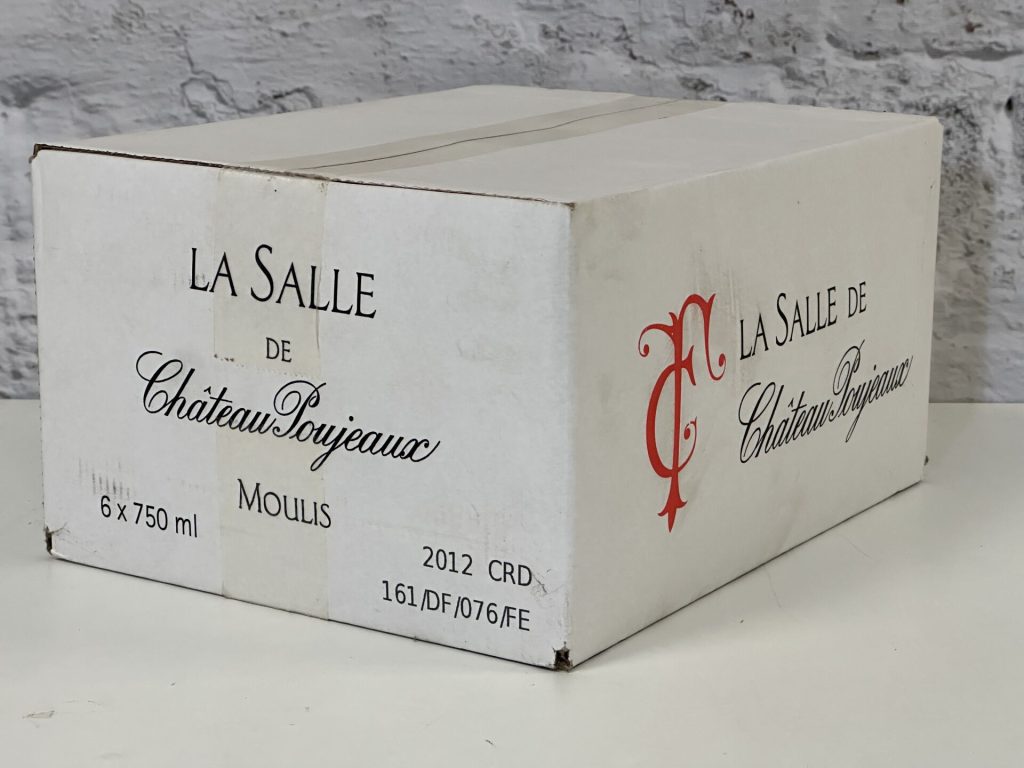 LA SALLE
DE
Château Poujeaux
MOULIS
6 x 750 ml
2012 CRD
161/DF/076/FE
LA SALLE DE
Château Poujeaux